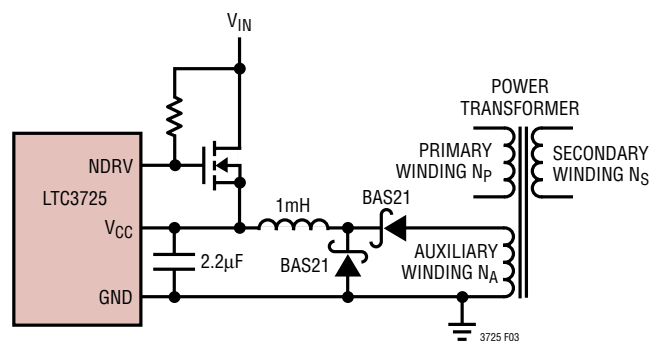 V_IN
POWER
TRANSFORMER
NDRV
PRIMARY
WINDING N_P
SECONDARY
WINDING N_S
LTC3725
1mH
BAS21
V_CC
2.2µF
BAS21
AUXILIARY
WINDING N_A
GND
3725 F03